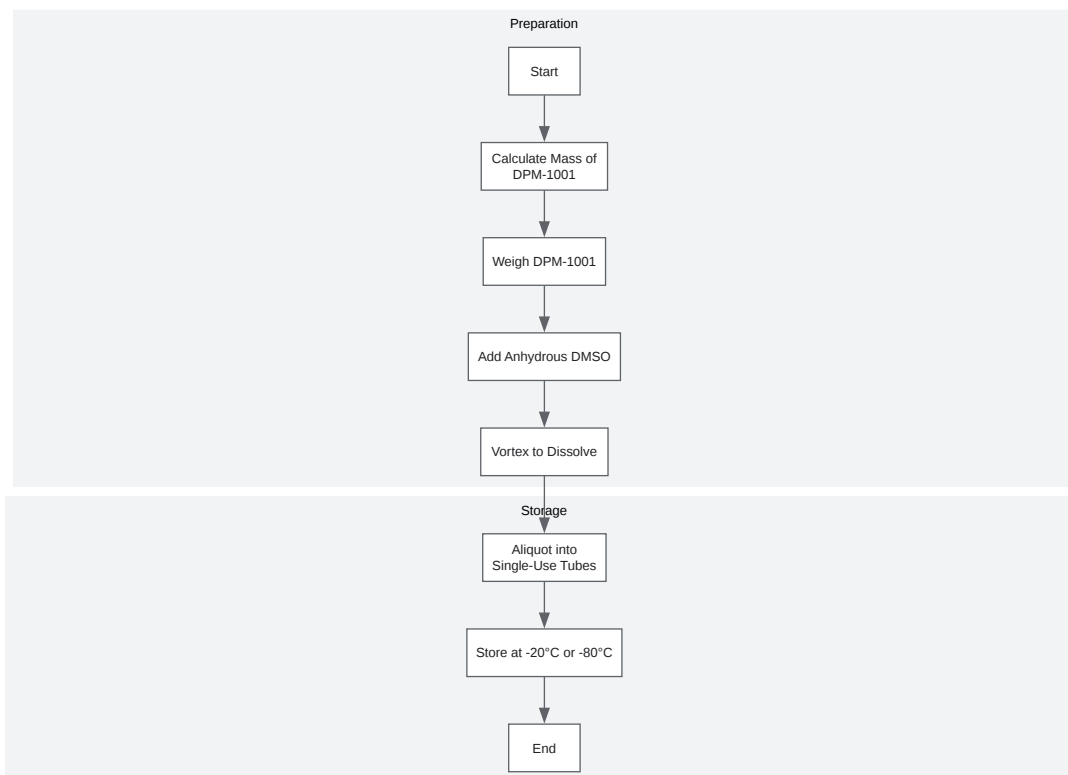 Preparation
Start
Calculate Mass of
DPM-1001
Weigh DPM-1001
Add Anhydrous DMSO
Vortex to Dissolve
Storage
Aliquot into
Single-Use Tubes
Store at -20°C or -80°C
End